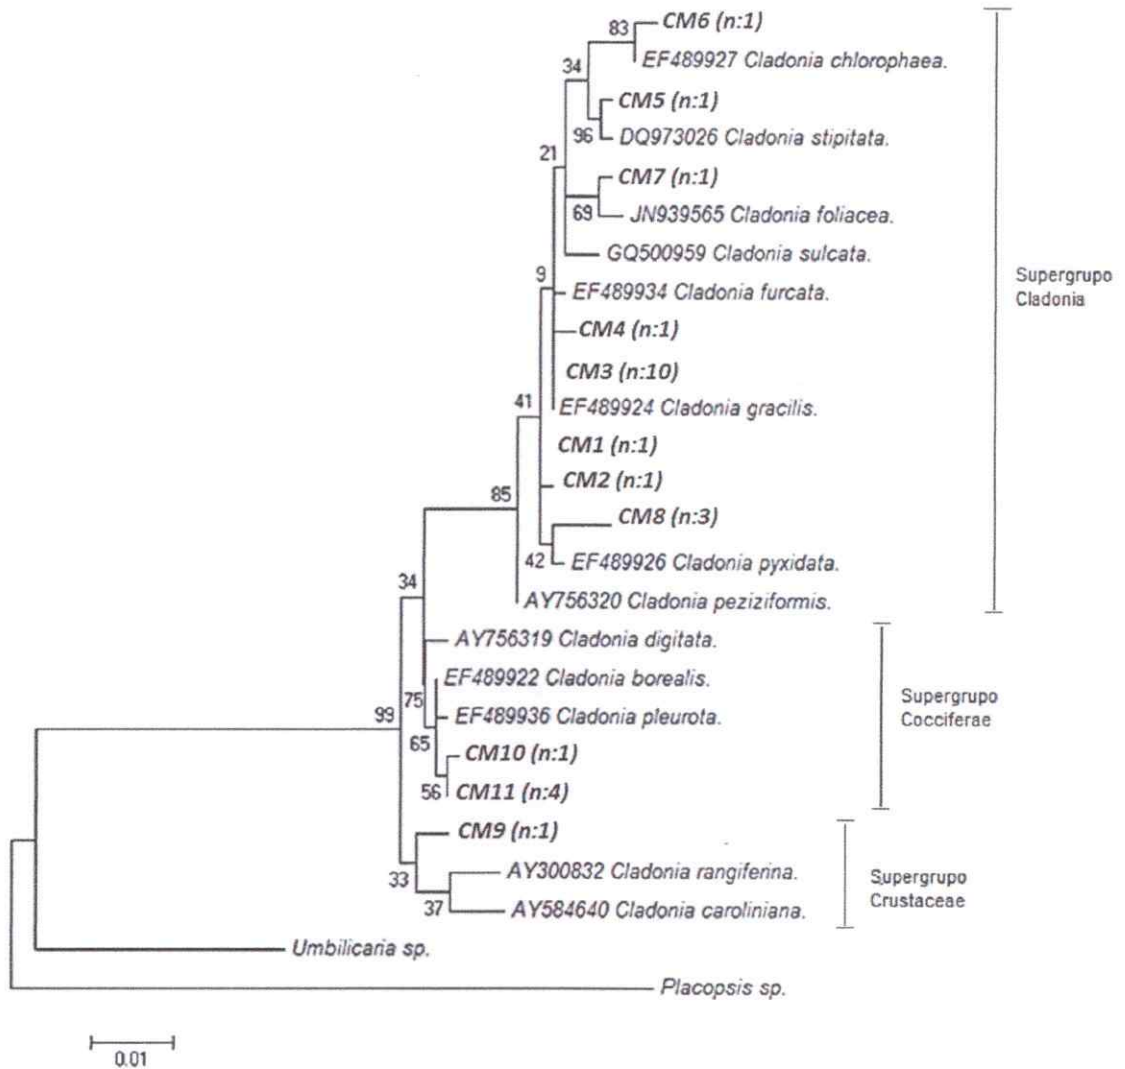 83
CM6 (n:1)
EF489927 Cladonia chlorophaea.
34
CM5 (n:1)
96
DQ973026 Cladonia stipitata.
21
CM7 (n:1)
69
JN939565 Cladonia foliacea.
GQ500959 Cladonia sulcata.
9
EF489934 Cladonia furcata.
Supergrupo
Cladonia
CM4 (n:1)
CM3 (n:10)
41
EF489924 Cladonia gracilis.
CM1 (n:1)
CM2 (n:1)
85
CM8 (n:3)
42
EF489926 Cladonia pyxidata.
34
AY756320 Cladonia peziziformis.
AY756319 Cladonia digitata.
EF489922 Cladonia borealis.
75
99
EF489936 Cladonia pleurota.
Supergrupo
Cocciferae
65
CM10 (n:1)
56
CM11 (n:4)
CM9 (n:1)
33
AY300832 Cladonia rangiferina.
Supergrupo
Crustaceae
37
AY584640 Cladonia caroliniana.
Umbilicaria sp.
Placopsis sp.
0.01